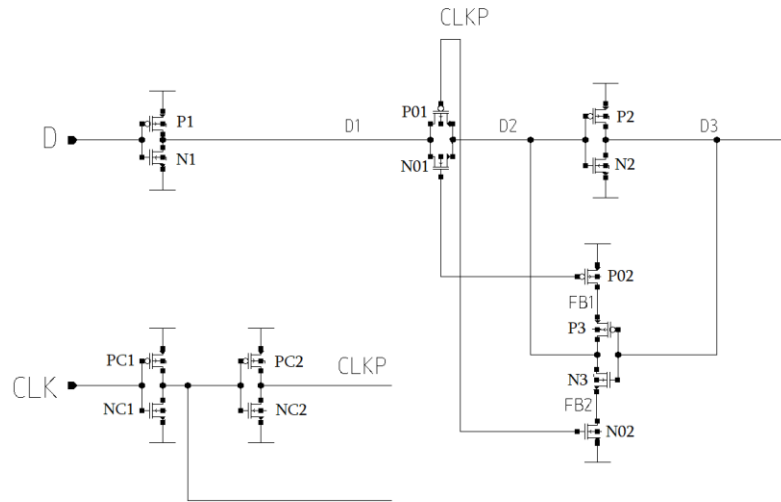 CLKP
D
P1
N1
D1
P01
N01
D2
P2
N2
D3
P02
FB1
P3
N3
FB2
N02
CLK
PC1
NC1
PC2
NC2
CLKP